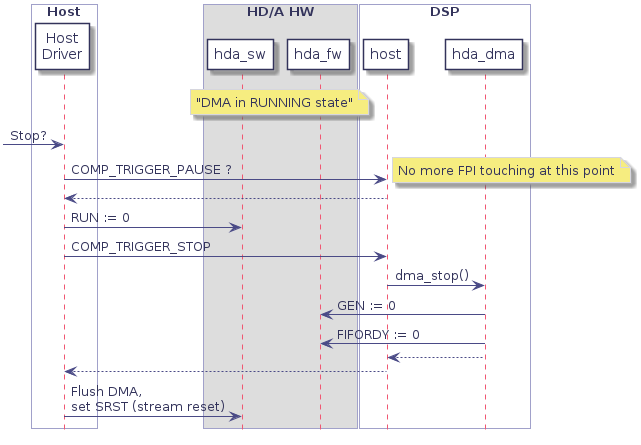 Host
HD/A HW
DSP
Host
Driver
hda_sw
hda_fw
host
hda_dma
"DMA in RUNNING state"
Stop?
COMP_TRIGGER_PAUSE ?
No more FPI touching at this point
RUN := 0
COMP_TRIGGER_STOP
dma_stop()
GEN := 0
FIFORDY := 0
Flush DMA,
set SRST (stream reset)